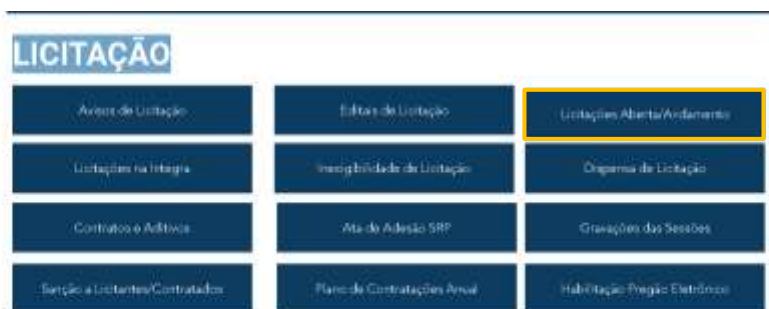 LICITAÇÃO
Avisos de Licitação
Editais de Licitação
Licitações Aberta/Andamento
Licitações na Integra
Inexigibilidade de Licitação
Dispensa de Licitação
Contratos e Aditivos
Ata de Adesão SRP
Gravações das Sessões
Sanção a Licitantes/Contratados
Plano de Contratações Anual
Habilitação Pregão Eletrônico